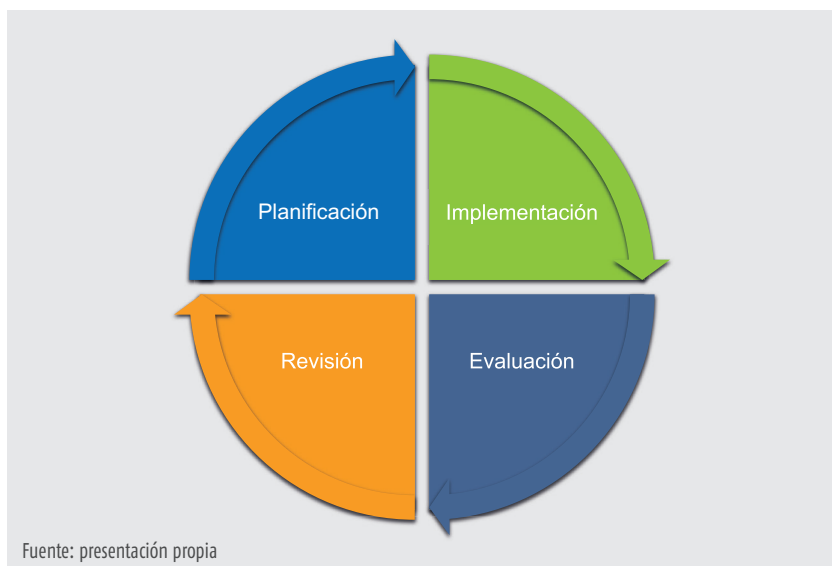 Planificación
Implementación
Revisión
Evaluación
Fuente: presentación propia